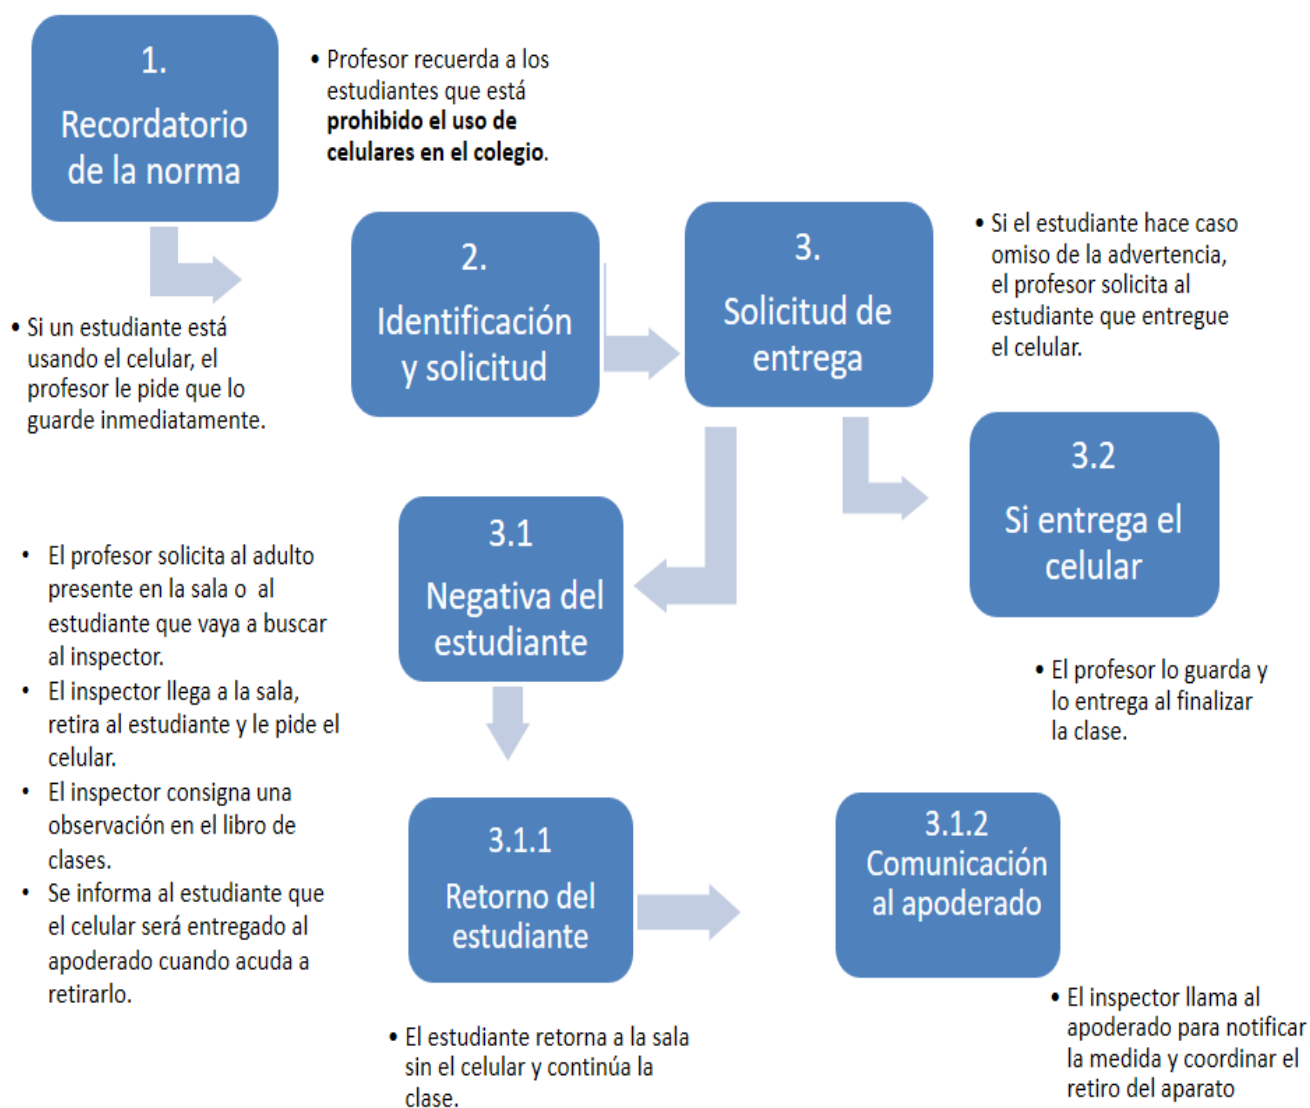 1.
Recordatorio
de la norma
• Profesor recuerda a los
estudiantes que está
prohibido el uso de
celulares en el colegio.
2.
Identificación
y solicitud
• Si un estudiante está
usando el celular, el
profesor le pide que lo
guarde inmediatamente.
3.
Solicitud de
entrega
• Si el estudiante hace caso
omiso de la advertencia,
el profesor solicita al
estudiante que entregue
el celular.
3.1
Negativa del
estudiante
• El profesor solicita al adulto
presente en la sala o al
estudiante que vaya a buscar
al inspector.
• El inspector llega a la sala,
retira al estudiante y le pide el
celular.
• El inspector consigna una
observación en el libro de
clases.
• Se informa al estudiante que
el celular será entregado al
apoderado cuando acuda a
retirarlo.
3.2
Si entrega el
celular
• El profesor lo guarda y
lo entrega al finalizar
la clase.
3.1.1
Retorno del
estudiante
• El estudiante retorna a la sala
sin el celular y continúa la
clase.
3.1.2
Comunicación
al apoderado
• El inspector llama al
apoderado para notificar
la medida y coordinar el
retiro del aparato